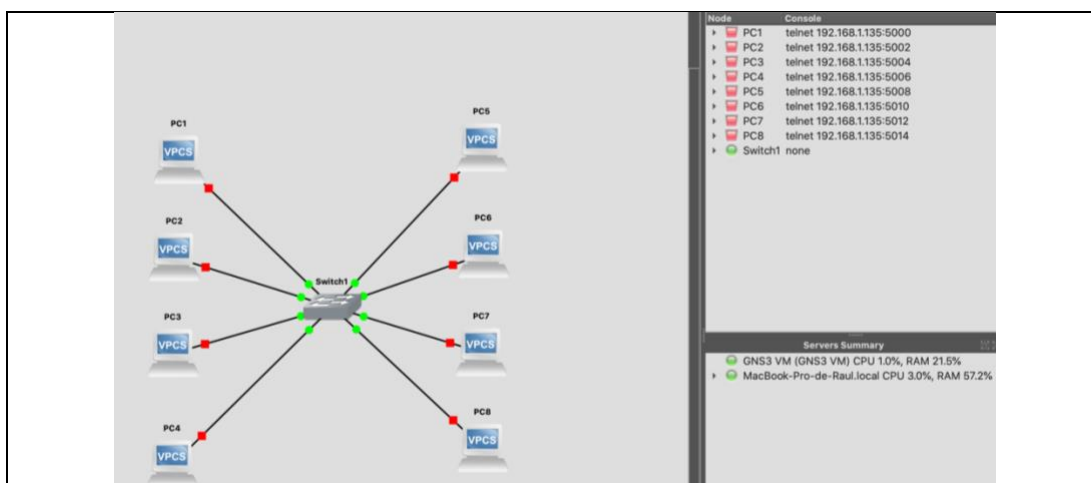 Node Console
PC1 telnet 192.168.1.135:5000
PC2 telnet 192.168.1.135:5002
PC3 telnet 192.168.1.135:5004
PC4 telnet 192.168.1.135:5006
PC5 telnet 192.168.1.135:5008
PC6 telnet 192.168.1.135:5010
PC7 telnet 192.168.1.135:5012
PC8 telnet 192.168.1.135:5014
Switch1 none
PC1
VPCS
PC5
VPCS
PC2
VPCS
PC6
VPCS
Switch1
PC3
VPCS
PC7
VPCS
PC4
VPCS
PC8
VPCS
Servers Summary
GNS3 VM (GNS3 VM) CPU 1.0%, RAM 21.5%
MacBook-Pro-de-Raul.local CPU 3.0%, RAM 57.2%